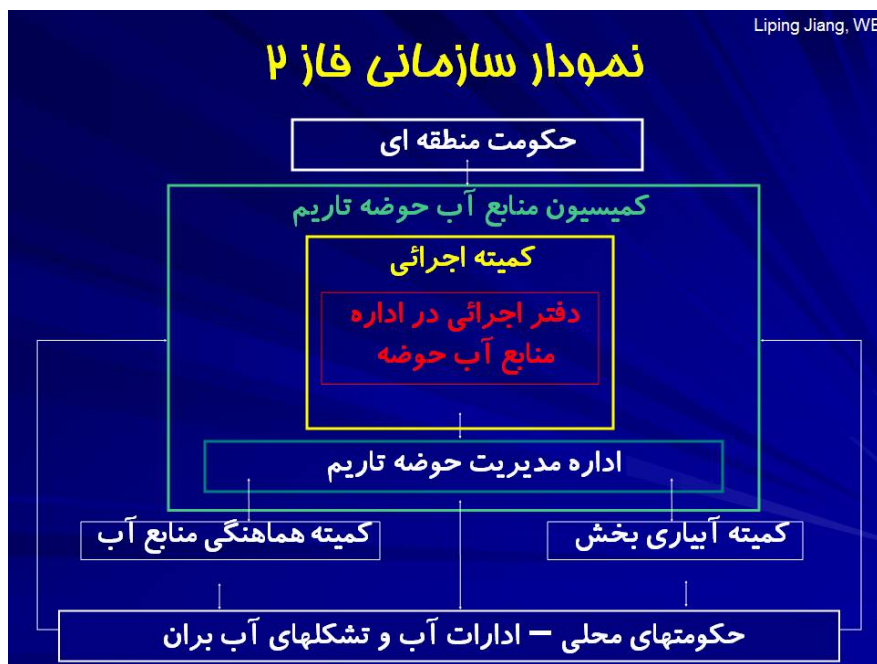 Liping Jiang, WB
نمودار سازمانی فاز ۲
حکومت منطقه ای
کمیسیون منابع آب حوضه تاریم
کمیته اجرائی
دفتر اجرائی در اداره
منابع آب حوضه
اداره مدیریت حوضه تاریم
کمیته آبیاری بخش
کمیته هماهنگی منابع آب
حکومتهای محلی – ادارات آب و تشکلهای آب بران